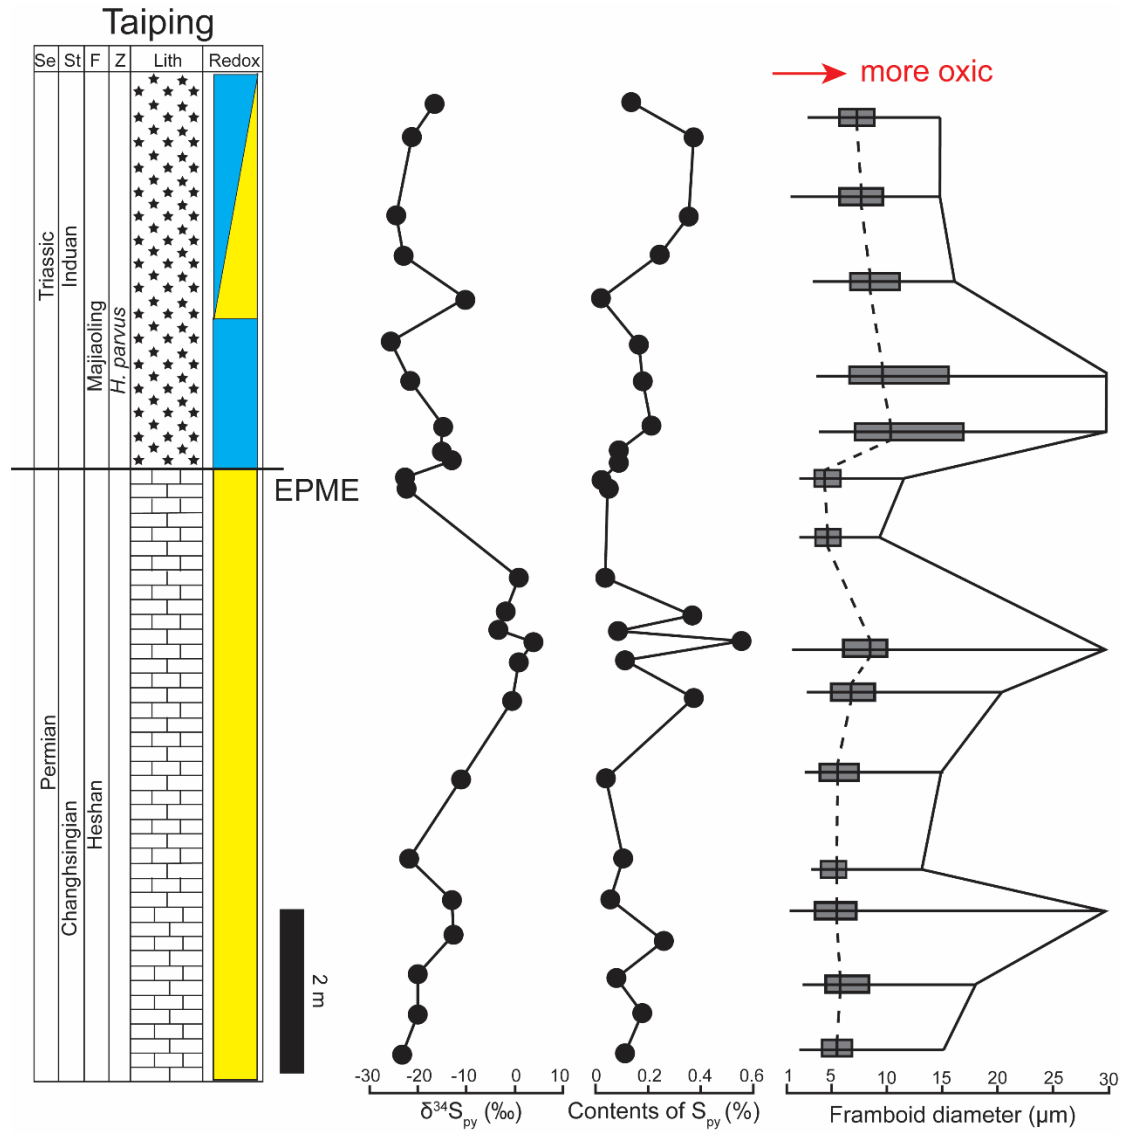 Taiping
Se St F Z Lith Redox
more oxic
Triassic
Induan
Majiaoling
H. parvus
EPME
Permian
Changhsingian
Heshan
2 m
-30 -20 -10 0 10
δ³⁴Spy (‰)
0 0.2 0.4 0.6
Contents of Spy (%)
1 5 10 15 20 25 30
Framboid diameter (µm)